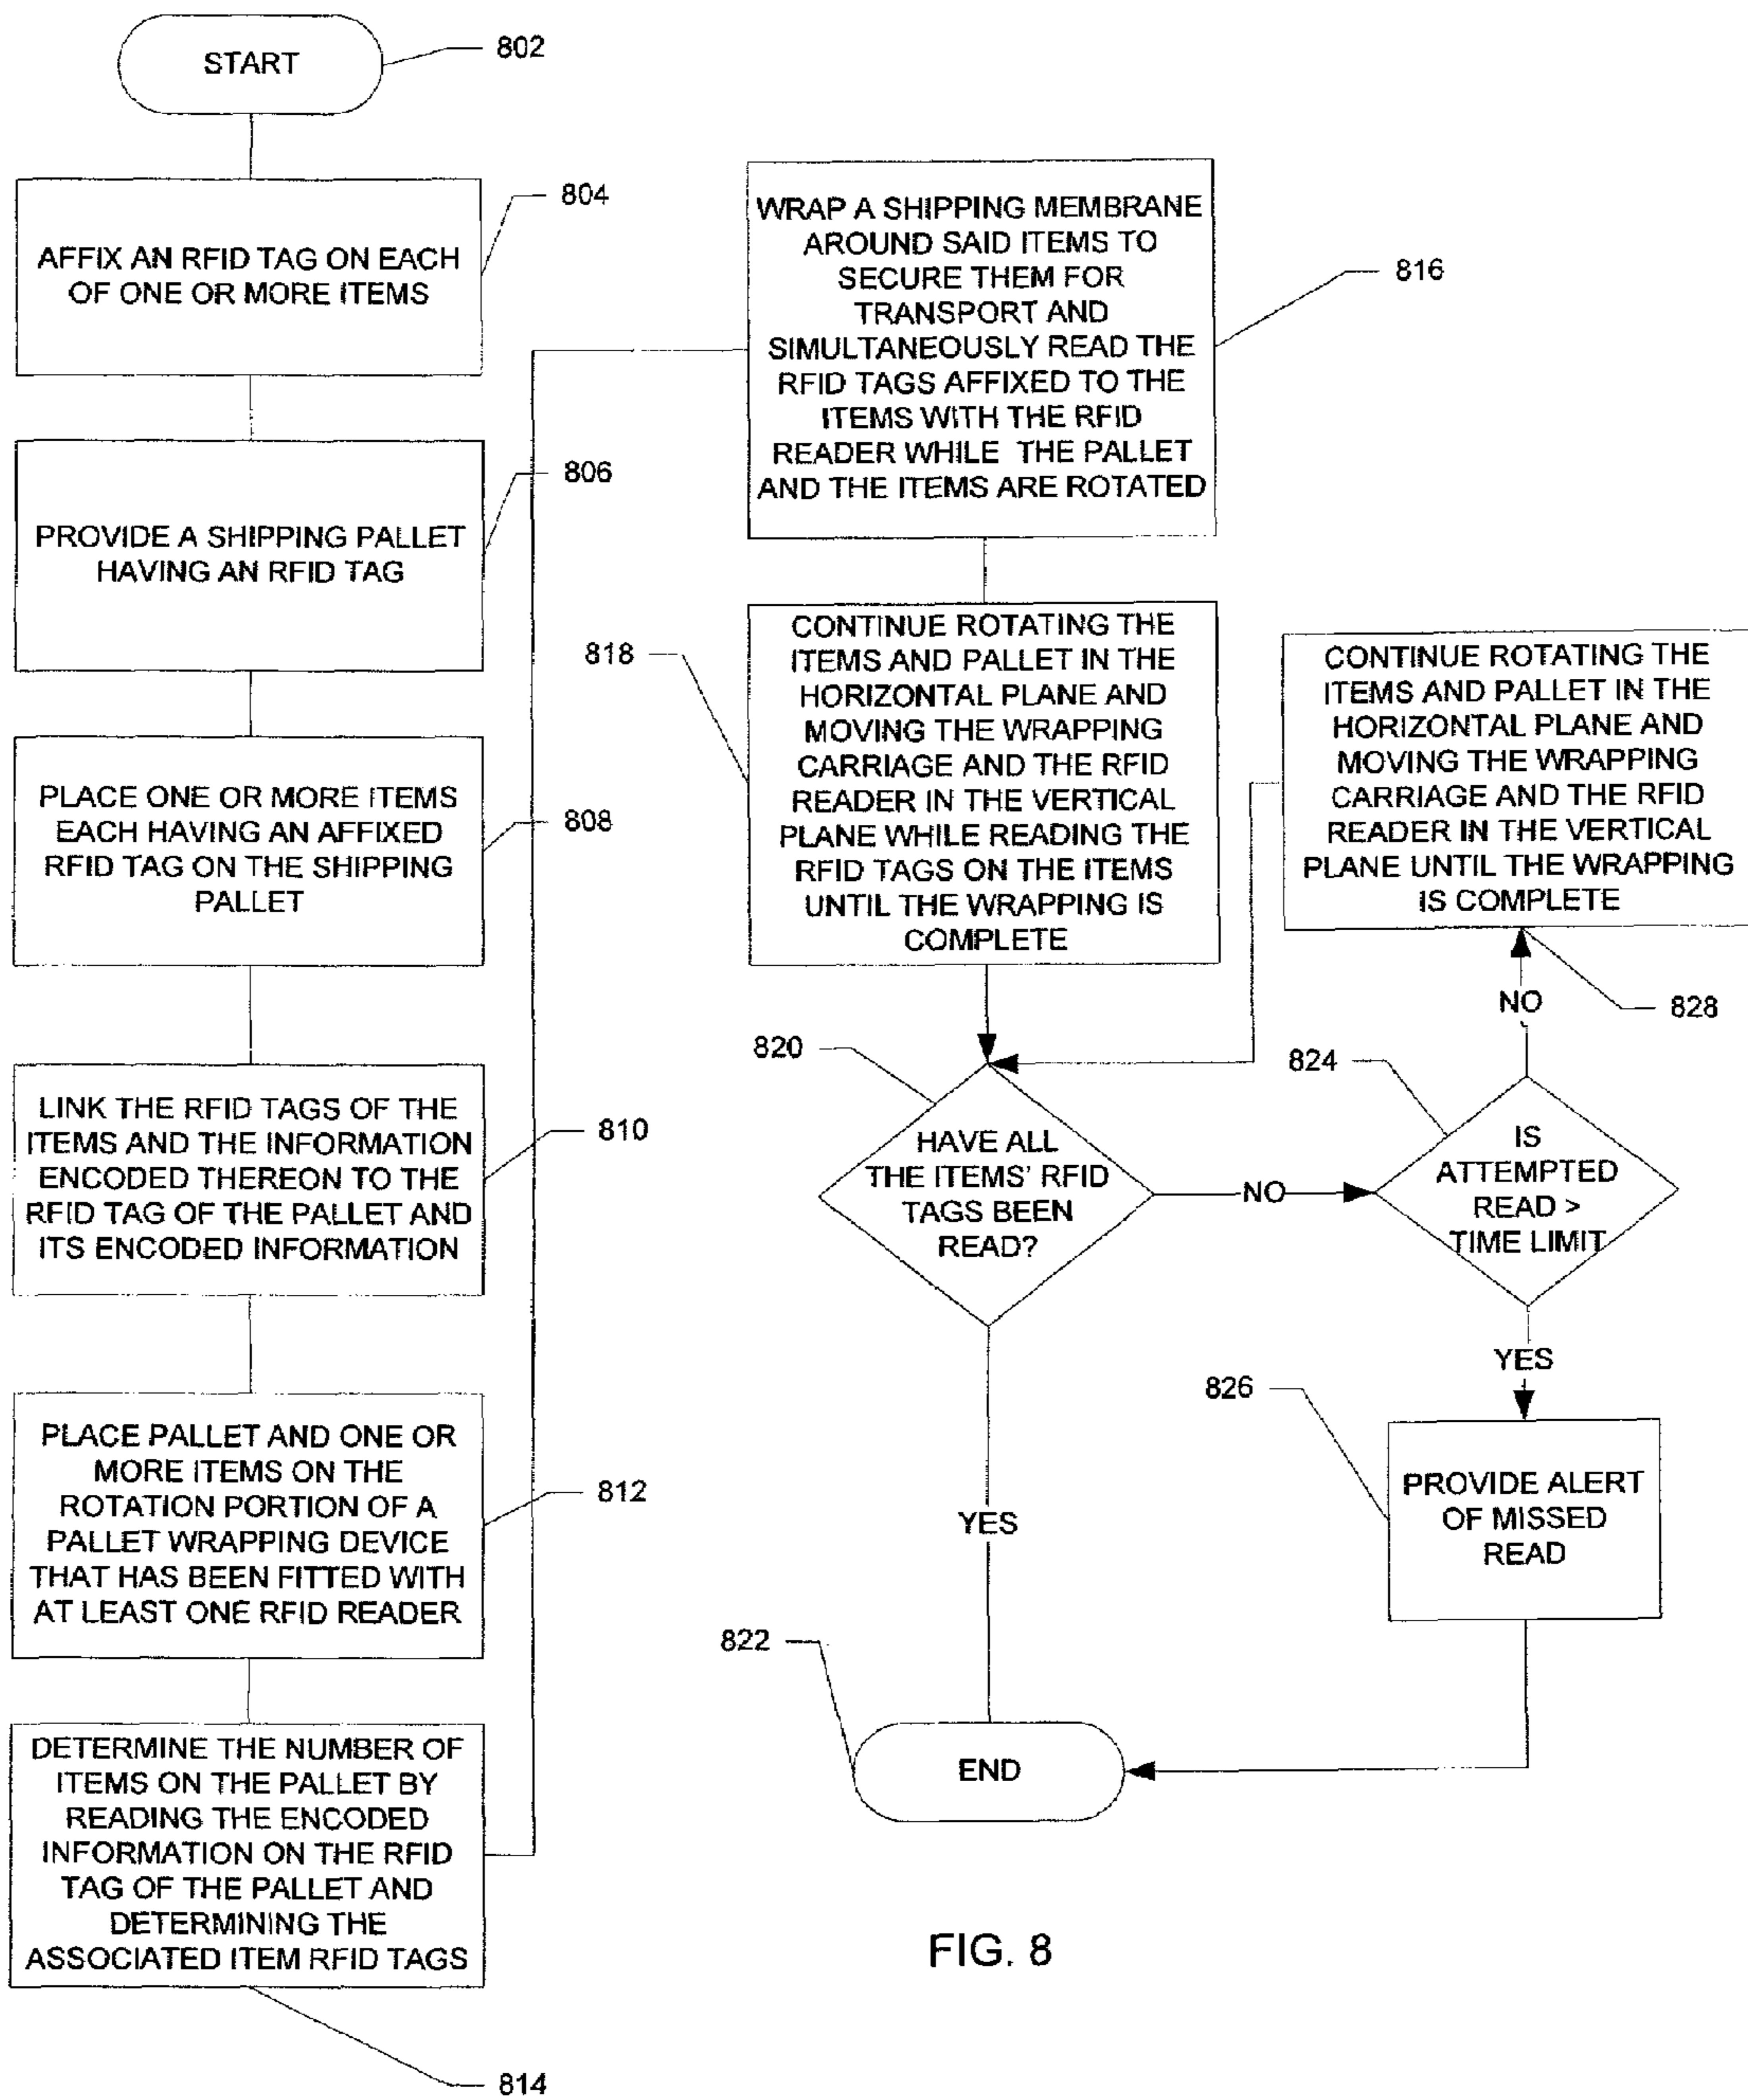 START
802
AFFIX AN RFID TAG ON EACH
OF ONE OR MORE ITEMS
804
PROVIDE A SHIPPING PALLET
HAVING AN RFID TAG
806
PLACE ONE OR MORE ITEMS
EACH HAVING AN AFFIXED
RFID TAG ON THE SHIPPING
PALLET
808
LINK THE RFID TAGS OF THE
ITEMS AND THE INFORMATION
ENCODED THEREON TO THE
RFID TAG OF THE PALLET AND
ITS ENCODED INFORMATION
810
PLACE PALLET AND ONE OR
MORE ITEMS ON THE
ROTATION PORTION OF A
PALLET WRAPPING DEVICE
THAT HAS BEEN FITTED WITH
AT LEAST ONE RFID READER
812
DETERMINE THE NUMBER OF
ITEMS ON THE PALLET BY
READING THE ENCODED
INFORMATION ON THE RFID
TAG OF THE PALLET AND
DETERMINING THE
ASSOCIATED ITEM RFID TAGS
814
WRAP A SHIPPING MEMBRANE
AROUND SAID ITEMS TO
SECURE THEM FOR
TRANSPORT AND
SIMULTANEOUSLY READ THE
RFID TAGS AFFIXED TO THE
ITEMS WITH THE RFID
READER WHILE THE PALLET
AND THE ITEMS ARE ROTATED
816
CONTINUE ROTATING THE
ITEMS AND PALLET IN THE
HORIZONTAL PLANE AND
MOVING THE WRAPPING
CARRIAGE AND THE RFID
READER IN THE VERTICAL
PLANE WHILE READING THE
RFID TAGS ON THE ITEMS
UNTIL THE WRAPPING IS
COMPLETE
818
HAVE ALL
THE ITEMS' RFID
TAGS BEEN
READ?
820
NO
YES
IS
ATTEMPTED
READ >
TIME LIMIT
824
NO
YES
CONTINUE ROTATING THE
ITEMS AND PALLET IN THE
HORIZONTAL PLANE AND
MOVING THE WRAPPING
CARRIAGE AND THE RFID
READER IN THE VERTICAL
PLANE UNTIL THE WRAPPING
IS COMPLETE
828
PROVIDE ALERT
OF MISSED
READ
826
END
822
FIG. 8